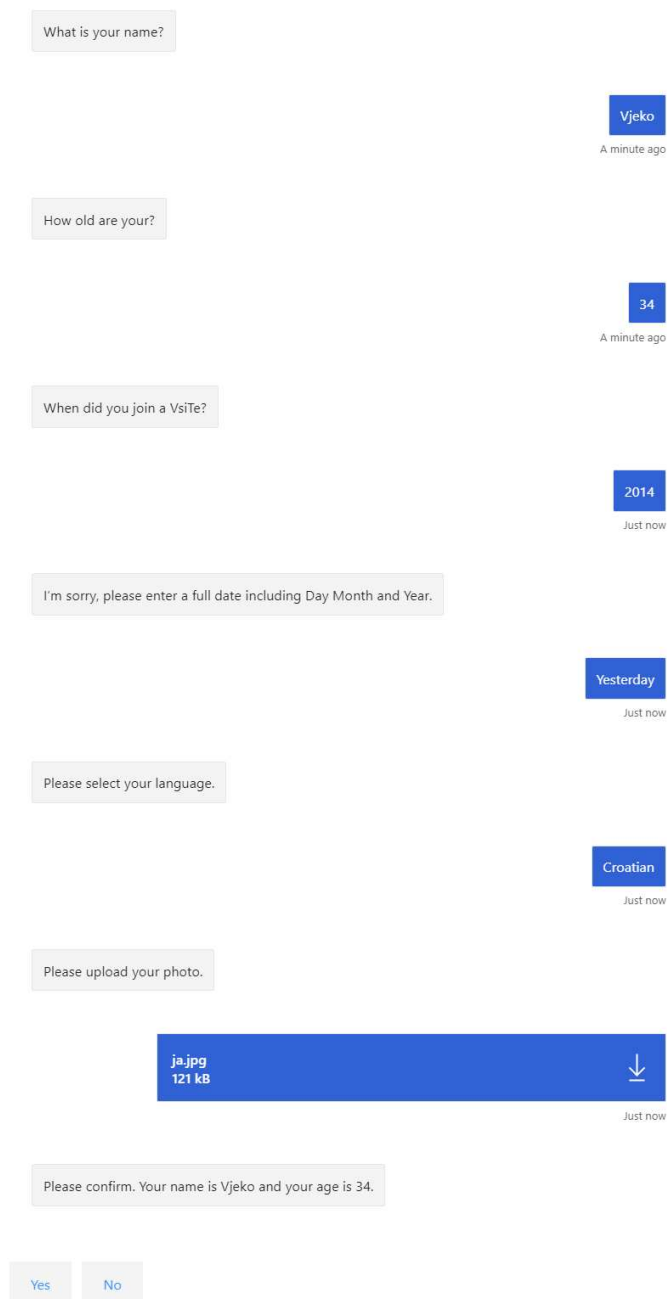 What is your name?
Vjeko
A minute ago
How old are your?
34
A minute ago
When did you join a VsiTe?
2014
Just now
I'm sorry, please enter a full date including Day Month and Year.
Yesterday
Just now
Please select your language.
Croatian
Just now
Please upload your photo.
ja.jpg
121 kB
Just now
Please confirm. Your name is Vjeko and your age is 34.
Yes No